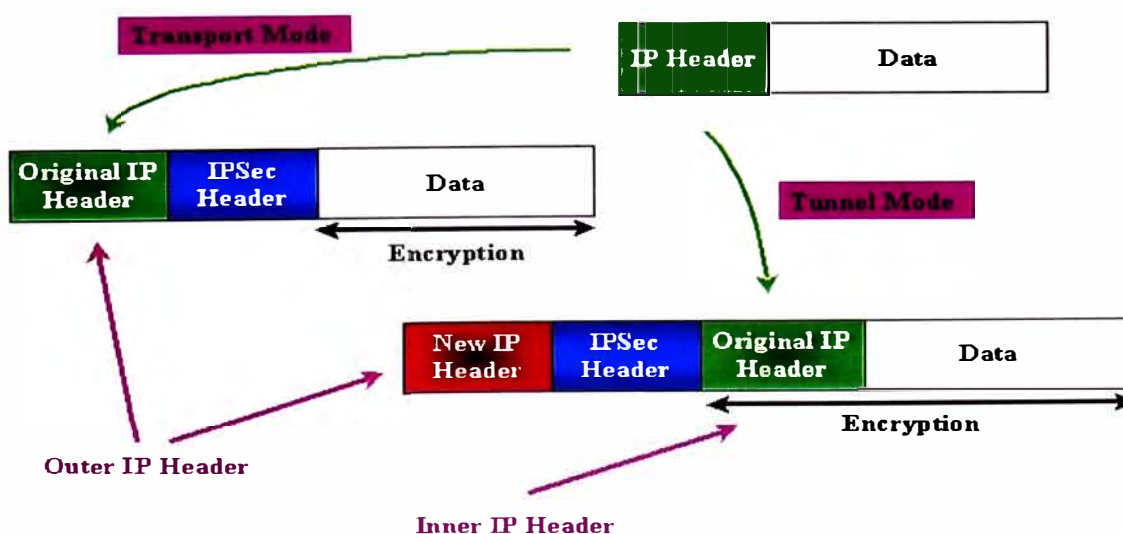 Transport Mode
IP Header
Data
Original IP
Header
IPSec
Header
Data
Encryption
Tunnel Mode
New IP
Header
IPSec
Header
Original IP
Header
Data
Encryption
Outer IP Header
Inner IP Header